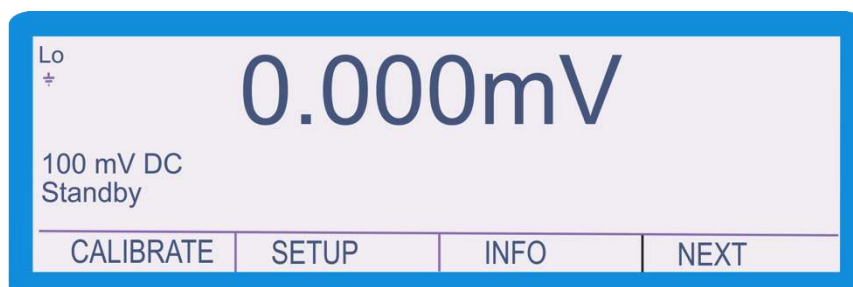 Lo
0.000mV
100 mV DC
Standby
CALIBRATE SETUP INFO NEXT